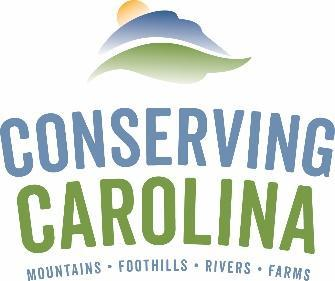 CONSERVING
CAROLINA
MOUNTAINS • FOOTHILLS • RIVERS • FARMS